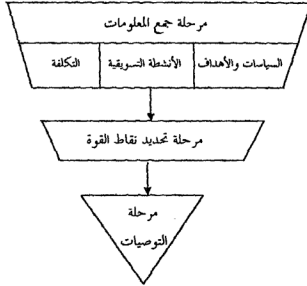 مرحلة جمع المعلومات
السياسات والأهداف الأنشطة التسويقية التكلفة
مرحلة تحديد نقاط القوة
مرحلة
التوصيات